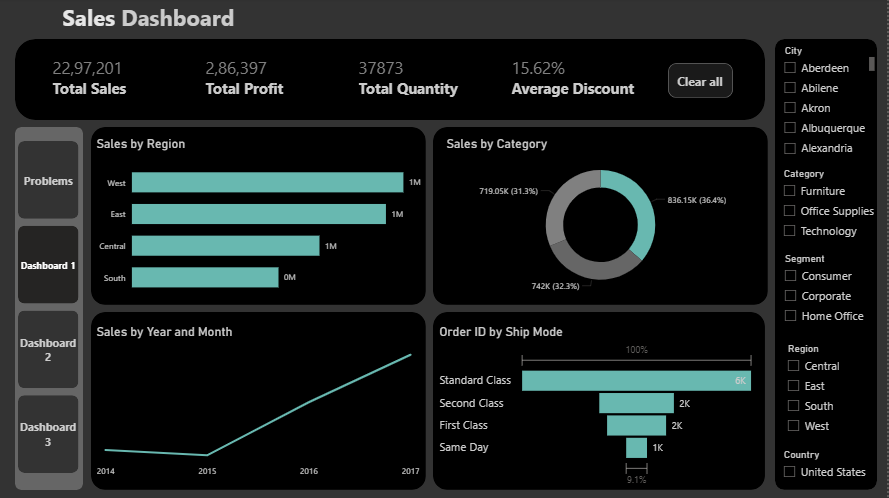 Sales Dashboard
22,97,201
Total Sales
2,86,397
Total Profit
37873
Total Quantity
15.62%
Average Discount
Clear all
Problems
Dashboard 1
Dashboard
2
Dashboard
3
Sales by Region
West
1M
East
1M
Central
1M
South
0M
Sales by Category
719.05K (31.3%)
836.15K (36.4%)
742K (32.3%)
Sales by Year and Month
2014
2015
2016
2017
Order ID by Ship Mode
100%
Standard Class
6K
Second Class
2K
First Class
2K
Same Day
1K
9.1%
City
Aberdeen
Abilene
Akron
Albuquerque
Alexandria
Category
Furniture
Office Supplies
Technology
Segment
Consumer
Corporate
Home Office
Region
Central
East
South
West
Country
United States